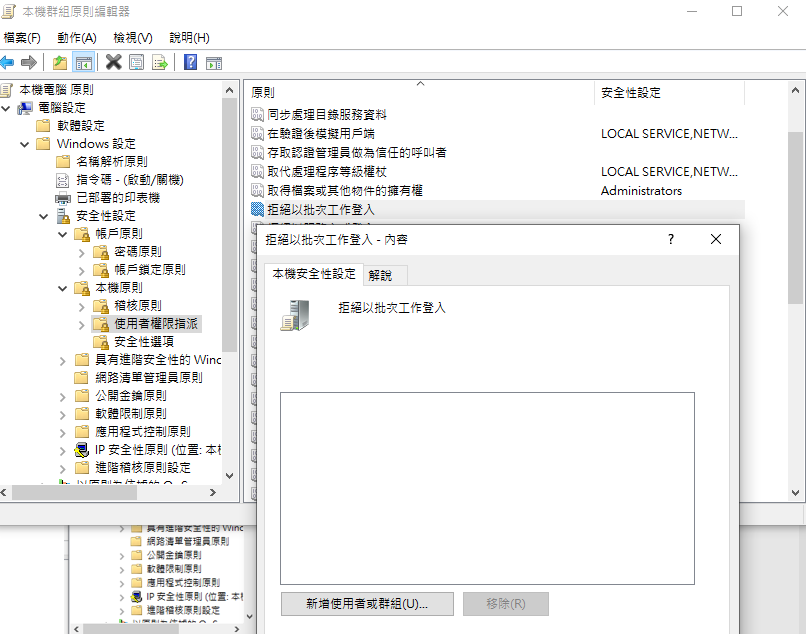 本機群組原則編輯器
檔案(F) 動作(A) 檢視(V) 說明(H)
本機電腦 原則
電腦設定
軟體設定
Windows 設定
名稱解析原則
指令碼 - (啟動/關機)
已部署的印表機
安全性設定
帳戶原則
密碼原則
帳戶鎖定原則
本機原則
稽核原則
使用者權限指派
安全性選項
具有進階安全性的 Winc
網路清單管理員原則
公開金鑰原則
軟體限制原則
應用程式控制原則
IP 安全性原則 (位置: 本機
進階稽核原則設定
原則 安全性設定
同步處理目錄服務資料
在驗證後模擬用戶端 LOCAL SERVICE,NETW...
存取認證管理員做為信任的呼叫者
取代處理程序等級權杖 LOCAL SERVICE,NETW...
取得檔案或其他物件的擁有權 Administrators
拒絕以批次工作登入
拒絕以批次工作登入 - 內容
?
本機安全性設定 解說
拒絕以批次工作登入
新增使用者或群組(U)... 移除(R)
具有進階安全性的 Winc
網路清單管理員原則
公開金鑰原則
軟體限制原則
應用程式控制原則
IP 安全性原則 (位置: 本機
進階稽核原則設定